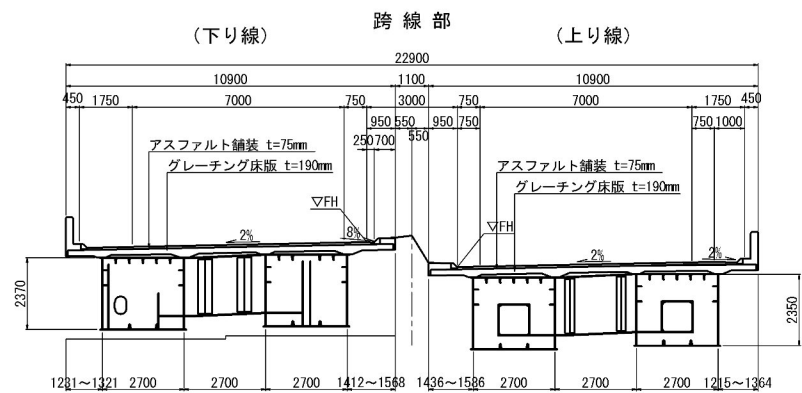 跨線部
（下り線） （上り線）
22900
10900 1100 10900
450 1750 7000 750 3000 750 7000 1750 450
950 550 950 750 750 1000
550
250 700
アスファルト舗装 t=75mm
グレーチング床版 t=190mm
アスファルト舗装 t=75mm
グレーチング床版 t=190mm
▽FH
▽FH
2% 8%
2% 2%
2370
2350
1231～1321 2700 2700 2700 1412～1568 1436～1586 2700 2700 2700 1215～1364